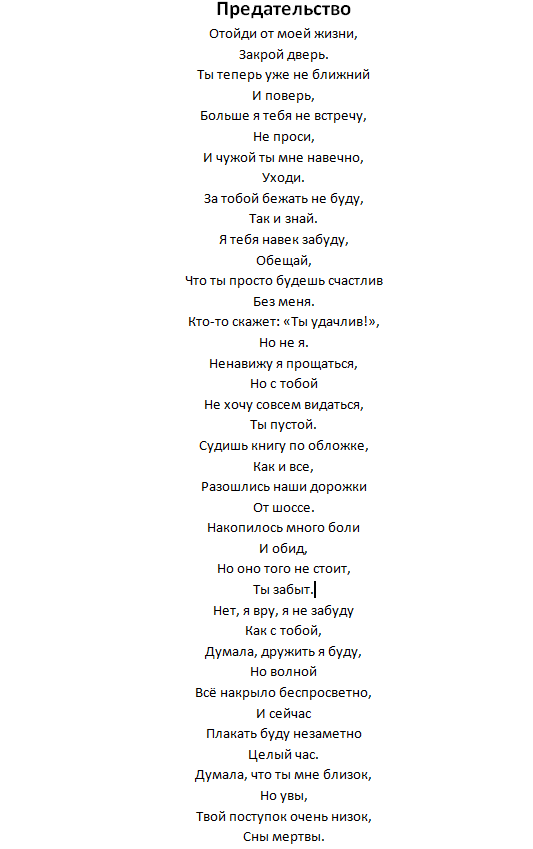 Предательство
Отойди от моей жизни,
Закрой дверь.
Ты теперь уже не ближний
И поверь,
Больше я тебя не встречу,
Не проси,
И чужой ты мне навечно,
Уходи.
За тобой бежать не буду,
Так и знай.
Я тебя навек забуду,
Обещай,
Что ты просто будешь счастлив
Без меня.
Кто-то скажет: «Ты удачлив!»,
Но не я.
Ненавижу я прощаться,
Но с тобой
Не хочу совсем видаться,
Ты пустой.
Судишь книгу по обложке,
Как и все,
Разошлись наши дорожки
От шоссе.
Накопилось много боли
И обид,
Но оно того не стоит,
Ты забыт.
Нет, я вру, я не забуду
Как с тобой,
Думала, дружить я буду,
Но волной
Всё накрыло беспросветно,
И сейчас
Плакать буду незаметно
Целый час.
Думала, что ты мне близок,
Но увы,
Твой поступок очень низок,
Сны мертвы.